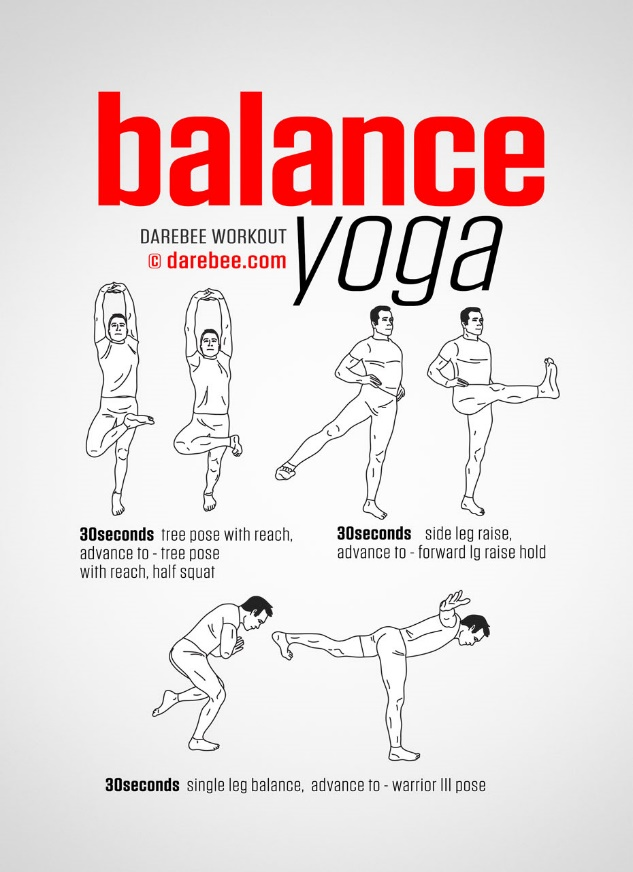 balance
yoga
DAREBEE WORKOUT
© darebee.com
30seconds tree pose with reach,
advance to - tree pose
with reach, half squat
30seconds side leg raise,
advance to - forward lg raise hold
30seconds single leg balance, advance to - warrior III pose